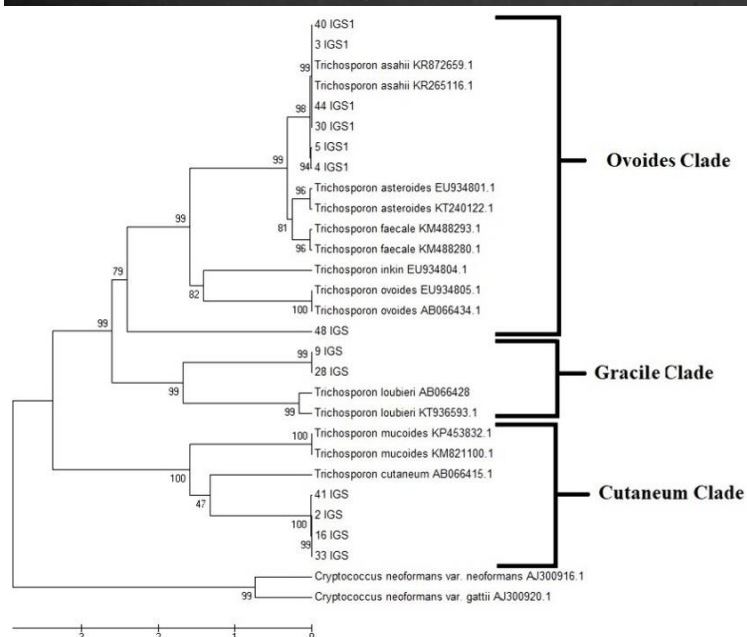 40 IGS1
3 IGS1
99
Trichosporon asahii KR872659.1
Trichosporon asahii KR265116.1
98
44 IGS1
30 IGS1
5 IGS1
99
94
4 IGS1
Ovoides Clade
96
Trichosporon asteroides EU934801.1
Trichosporon asteroides KT240122.1
99
81
Trichosporon faecale KM488293.1
96
Trichosporon faecale KM488280.1
79
Trichosporon inkin EU934804.1
82
Trichosporon ovoides EU934805.1
100
Trichosporon ovoides AB066434.1
99
48 IGS
99
9 IGS
28 IGS
Gracile Clade
99
Trichosporon loubieri AB066428
99
Trichosporon loubieri KT936593.1
100
Trichosporon mucoides KP453832.1
Trichosporon mucoides KM821100.1
100
Trichosporon cutaneum AB066415.1
47
41 IGS
Cutaneum Clade
2 IGS
100
16 IGS
99
33 IGS
Cryptococcus neoformans var. neoformans AJ300916.1
99
Cryptococcus neoformans var. gattii AJ300920.1
3
2
1
0